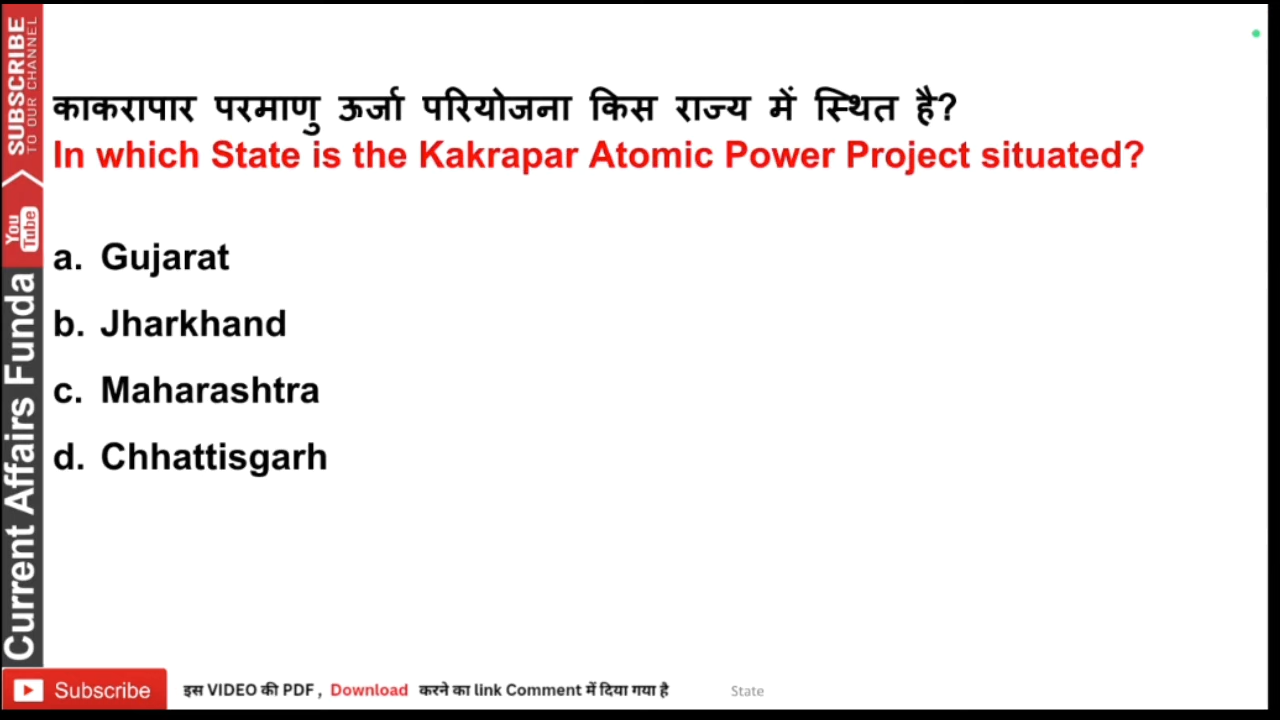 काकरापार परमाणु ऊर्जा परियोजना किस राज्य में स्थित है?
In which State is the Kakrapar Atomic Power Project situated?
a. Gujarat
b. Jharkhand
c. Maharashtra
d. Chhattisgarh
SUBSCRIBE
TO OUR CHANNEL
You
Tube
Current Affairs Funda
Subscribe
इस VIDEO की PDF , Download करने का link Comment में दिया गया है
State